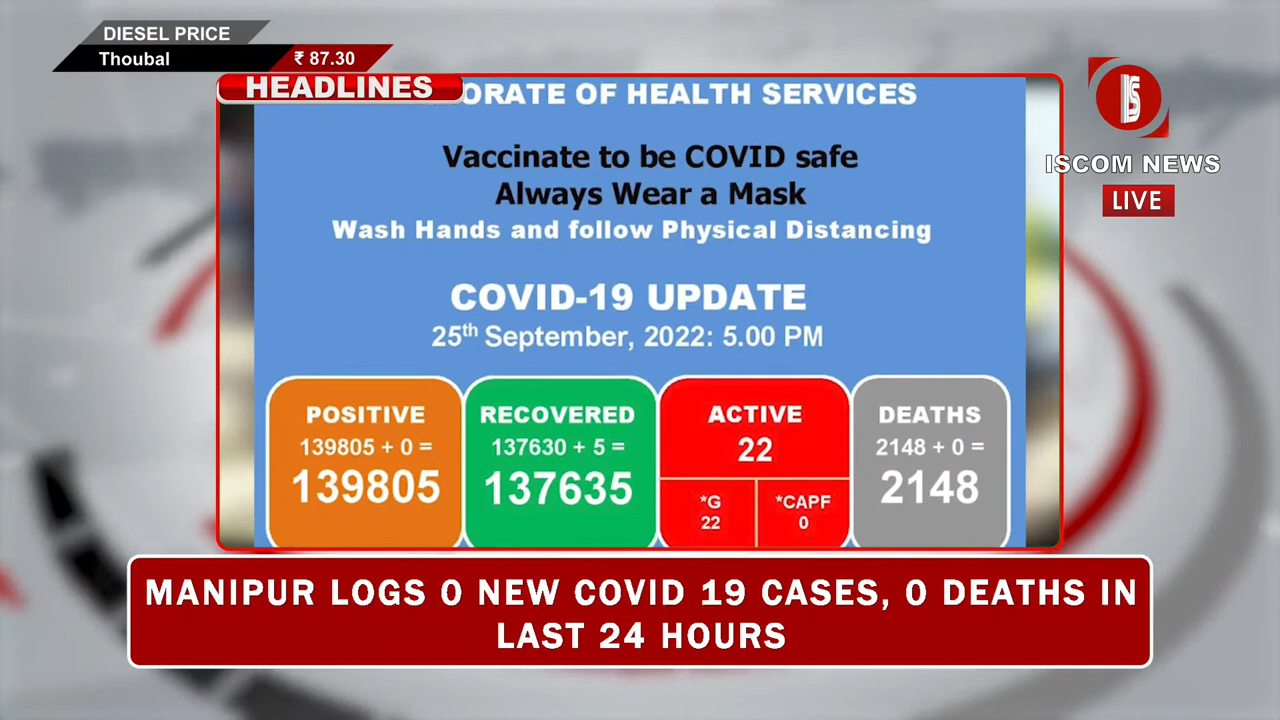 DIESEL PRICE
Thoubal ₹ 87.30
HEADLINES
ORATE OF HEALTH SERVICES
Vaccinate to be COVID safe
Always Wear a Mask
Wash Hands and follow Physical Distancing
COVID-19 UPDATE
25th September, 2022: 5.00 PM
POSITIVE
139805 + 0 =
139805
RECOVERED
137630 + 5 =
137635
ACTIVE
22
*G
22
*CAPF
0
DEATHS
2148 + 0 =
2148
IS
ISCOM NEWS
LIVE
MANIPUR LOGS 0 NEW COVID 19 CASES, 0 DEATHS IN
LAST 24 HOURS